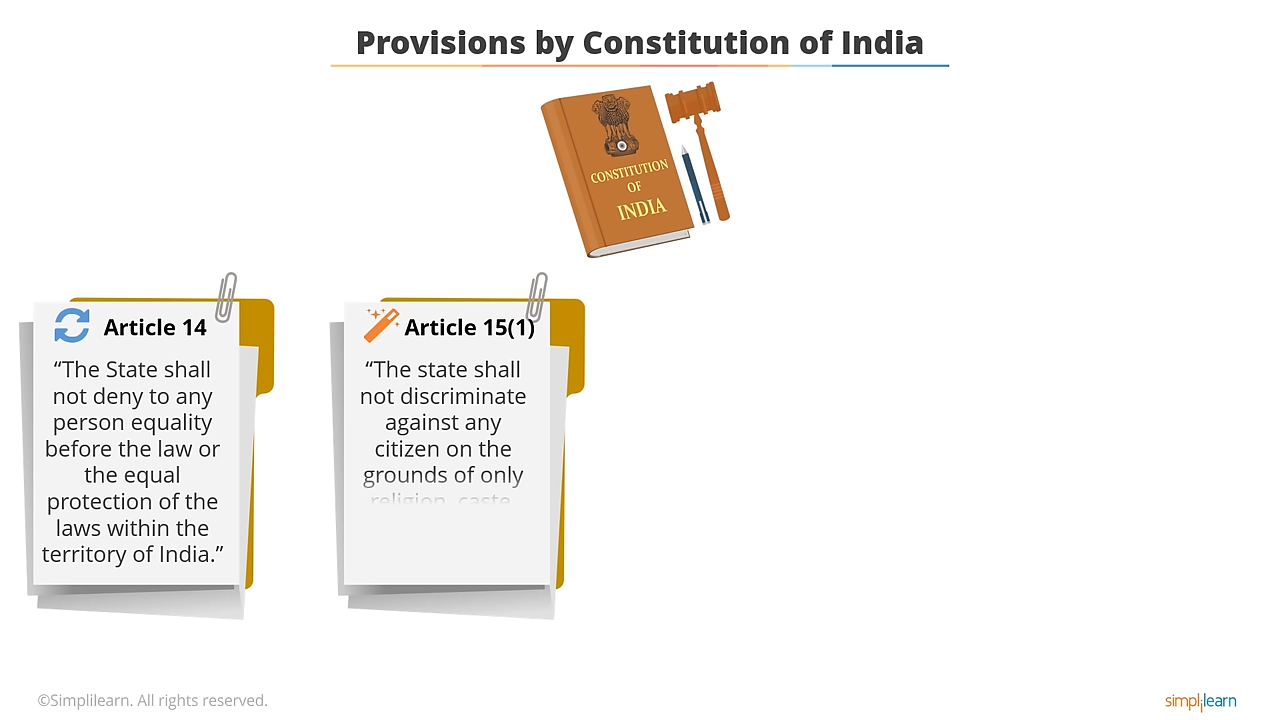 Provisions by Constitution of India
CONSTITUTION
OF
INDIA
Article 14
“The State shall
not deny to any
person equality
before the law or
the equal
protection of the
laws within the
territory of India.”
Article 15(1)
“The state shall
not discriminate
against any
citizen on the
grounds of only
religion, caste
©Simplilearn. All rights reserved.
simplilearn